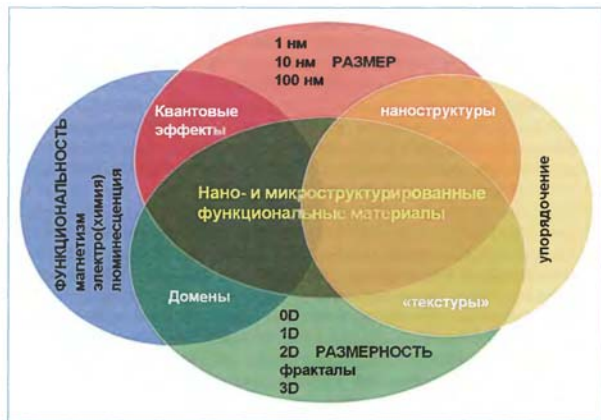 1 нм
10 нм РАЗМЕР
100 нм
Квантовые
эффекты
наноструктуры
ФУНКЦИОНАЛЬНОСТЬ
магнетизм
электро(химия)
люминесценция
Нано- и микроструктурированные
функциональные материалы
упорядочение
Домены
«текстуры»
0D
1D
2D РАЗМЕРНОСТЬ
фракталы
3D